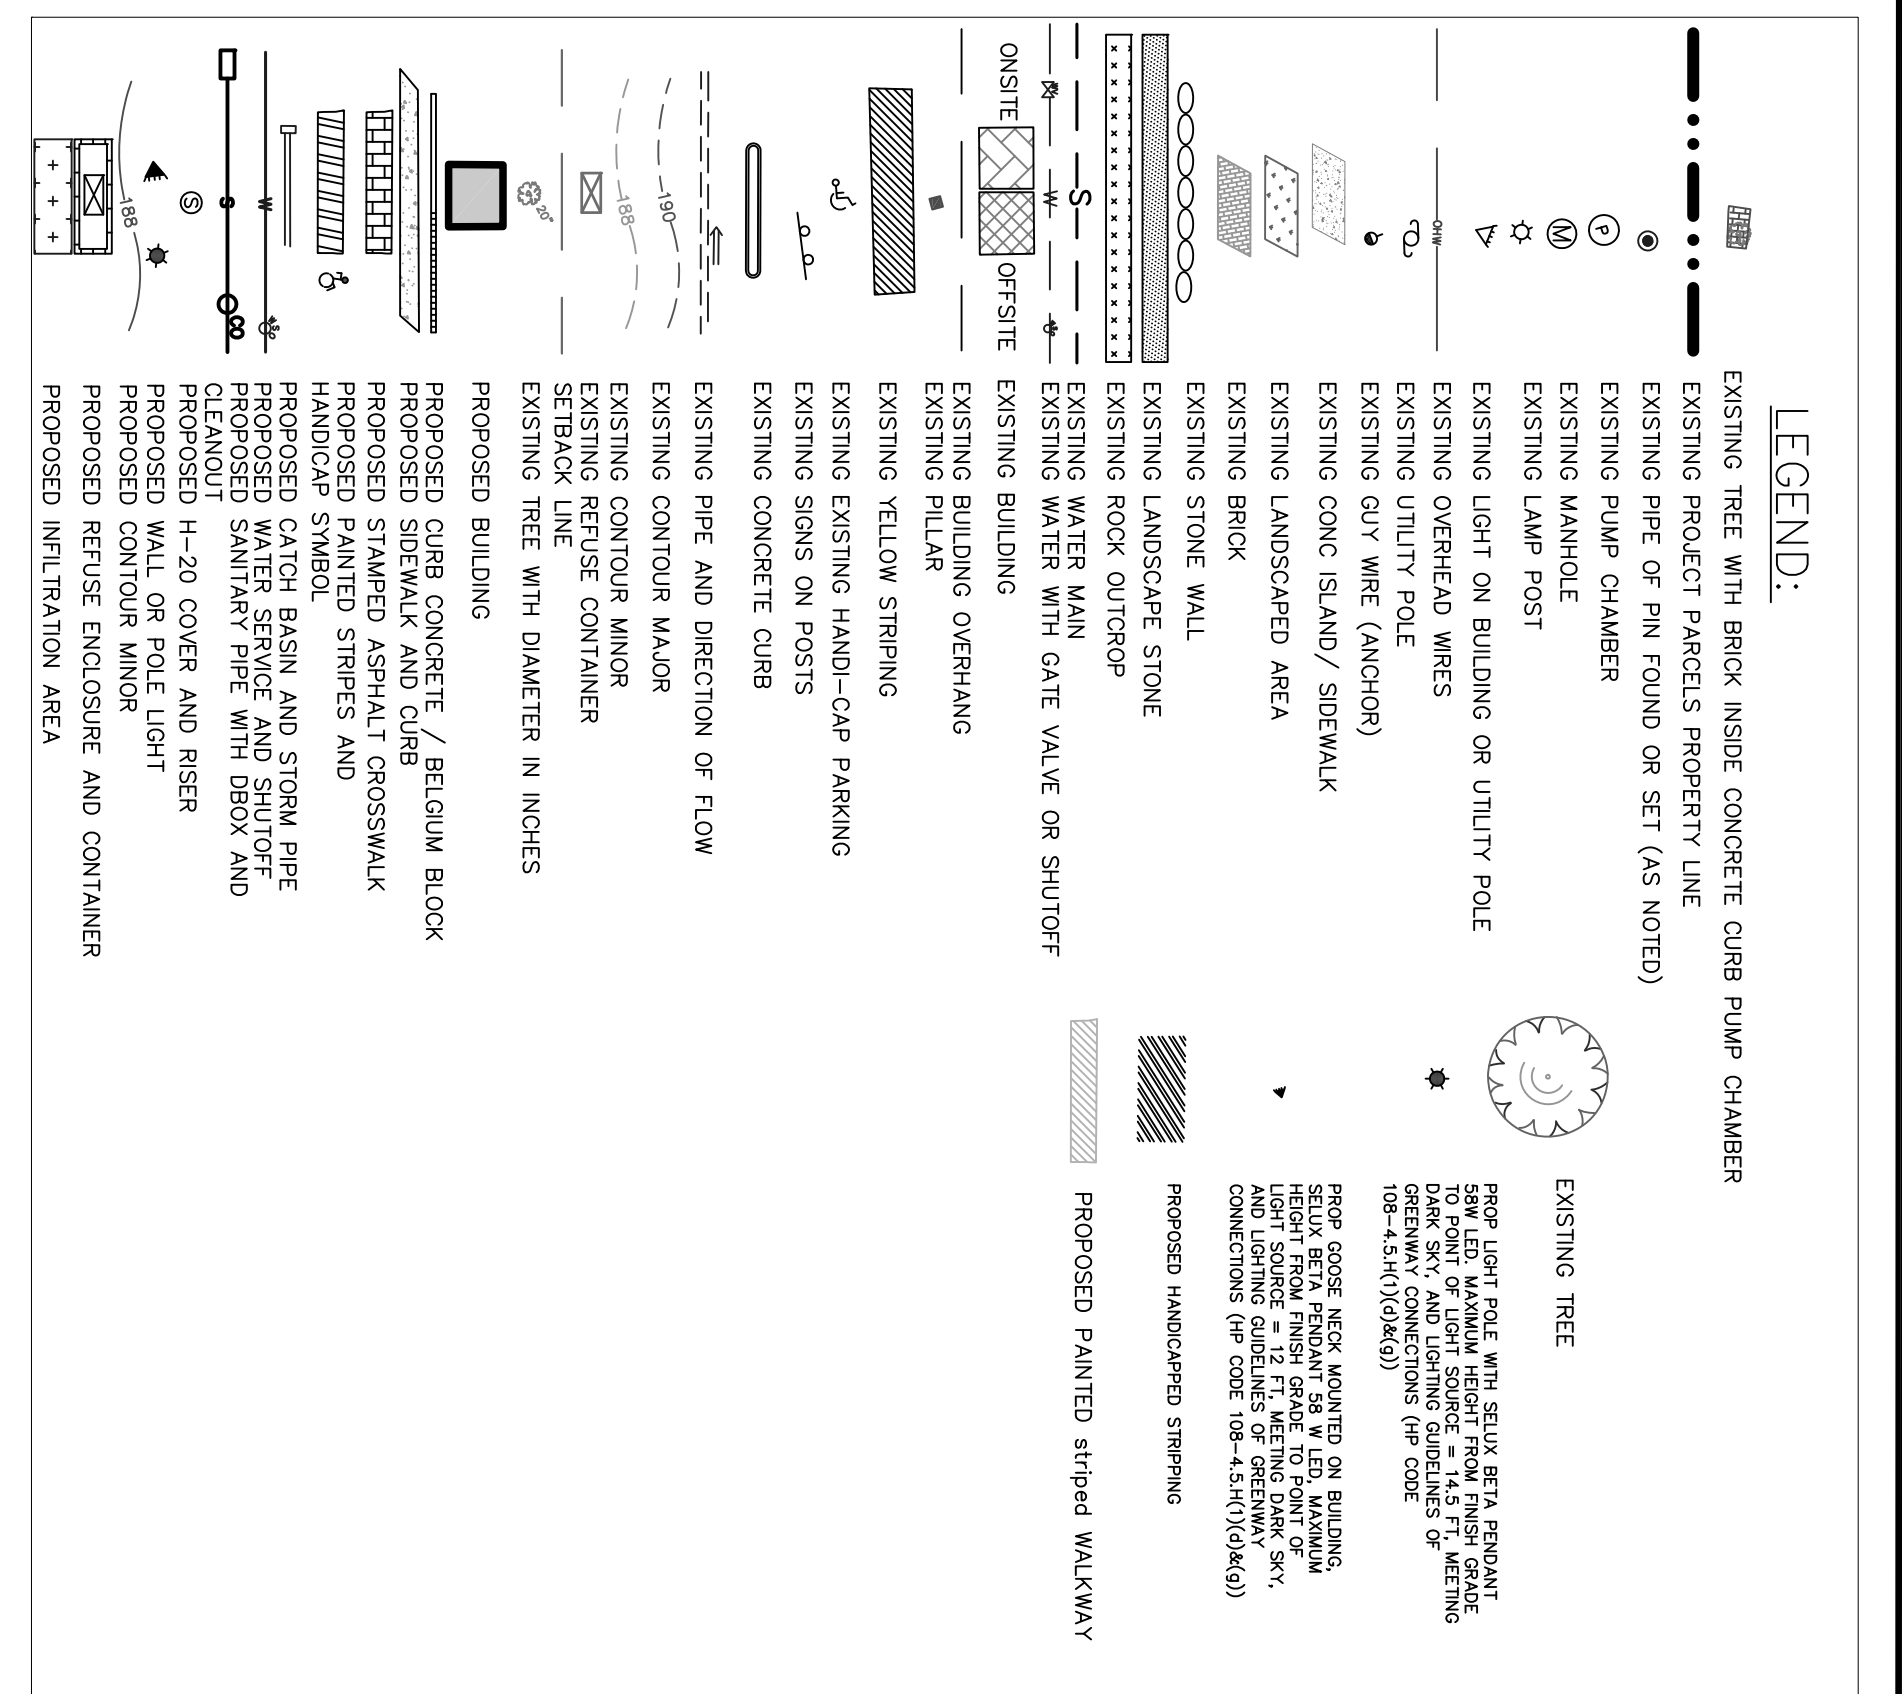 LEGEND:
EXISTING TREE WITH BRICK INSIDE CONCRETE CURB PUMP CHAMBER
EXISTING PROJECT PARCELS PROPERTY LINE
EXISTING PIPE OF PIN FOUND OR SET (AS NOTED)
P
EXISTING PUMP CHAMBER
M
EXISTING MANHOLE
EXISTING LAMP POST
EXISTING LIGHT ON BUILDING OR UTILITY POLE
OHW
EXISTING OVERHEAD WIRES
EXISTING UTILITY POLE
EXISTING GUY WIRE (ANCHOR)
EXISTING CONC ISLAND/ SIDEWALK
EXISTING LANDSCAPED AREA
EXISTING BRICK
EXISTING STONE WALL
EXISTING LANDSCAPE STONE
EXISTING ROCK OUTCROP
S
EXISTING WATER MAIN
W
EXISTING WATER WITH GATE VALVE OR SHUTOFF
ONSITE
OFFSITE
EXISTING BUILDING
EXISTING BUILDING OVERHANG
EXISTING PILLAR
EXISTING YELLOW STRIPING
EXISTING EXISTING HANDI-CAP PARKING
EXISTING SIGNS ON POSTS
EXISTING CONCRETE CURB
EXISTING PIPE AND DIRECTION OF FLOW
190
EXISTING CONTOUR MAJOR
188
EXISTING CONTOUR MINOR
EXISTING REFUSE CONTAINER
SETBACK LINE
20"
EXISTING TREE WITH DIAMETER IN INCHES
PROPOSED BUILDING
PROPOSED CURB CONCRETE / BELGIUM BLOCK
PROPOSED SIDEWALK AND CURB
PROPOSED STAMPED ASPHALT CROSSWALK
PROPOSED PAINTED STRIPES AND
HANDICAP SYMBOL
PROPOSED CATCH BASIN AND STORM PIPE
W
PROPOSED WATER SERVICE AND SHUTOFF
S
CO
PROPOSED SANITARY PIPE WITH DBOX AND
CLEANOUT
S
PROPOSED H-20 COVER AND RISER
PROPOSED WALL OR POLE LIGHT
188
PROPOSED CONTOUR MINOR
PROPOSED REFUSE ENCLOSURE AND CONTAINER
PROPOSED INFILTRATION AREA
EXISTING TREE
PROP LIGHT POLE WITH SELUX BETA PENDANT
58W LED. MAXIMUM HEIGHT FROM FINISH GRADE
TO POINT OF LIGHT SOURCE = 14.5 FT, MEETING
DARK SKY, AND LIGHTING GUIDELINES OF
GREENWAY CONNECTIONS (HP CODE
108-4.5.H(1)(d)&(g))
PROP GOOSE NECK MOUNTED ON BUILDING,
SELUX BETA PENDANT 58 W LED, MAXIMUM
HEIGHT FROM FINISH GRADE TO POINT OF
LIGHT SOURCE = 12 FT, MEETING DARK SKY,
AND LIGHTING GUIDELINES OF GREENWAY
CONNECTIONS (HP CODE 108-4.5.H(1)(d)&(g))
PROPOSED HANDICAPPED STRIPPING
PROPOSED PAINTED striped WALKWAY